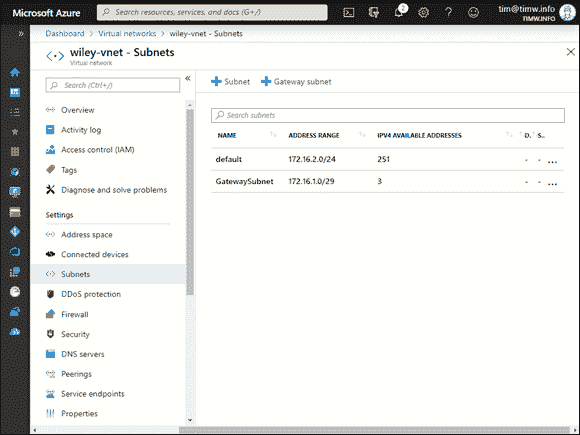 Microsoft Azure
Search resources, services, and docs (G+/)
2
tim@timw.info
TIMW.INFO
Dashboard > Virtual networks > wiley-vnet - Subnets
wiley-vnet - Subnets
Virtual network
Search (Ctrl+/)
Overview
Activity log
Access control (IAM)
Tags
Diagnose and solve problems
Settings
Address space
Connected devices
Subnets
DDoS protection
Firewall
Security
DNS servers
Peerings
Service endpoints
Properties
+ Subnet + Gateway subnet
Search subnets
NAME ADDRESS RANGE IPV4 AVAILABLE ADDRESSES D. S..
default 172.16.2.0/24 251 - - ...
GatewaySubnet 172.16.1.0/29 3 - - ...